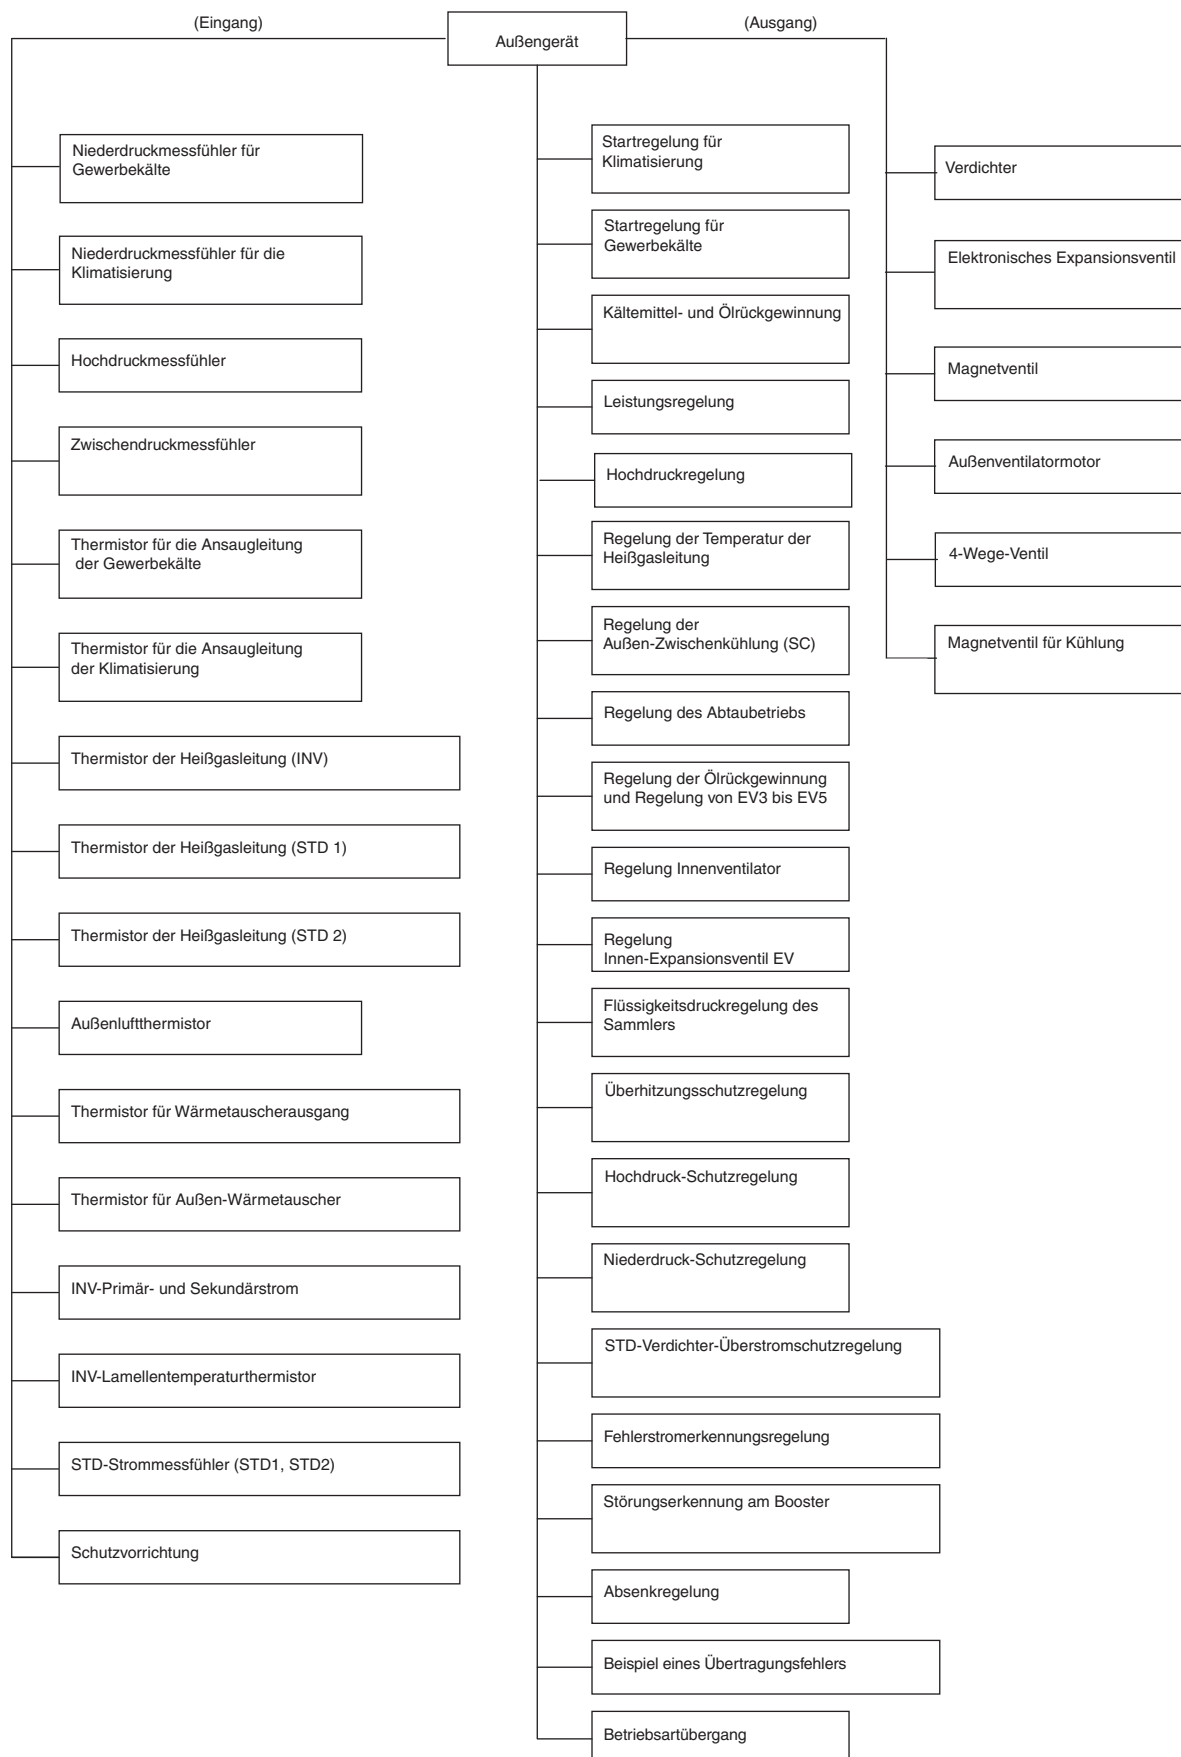 (Eingang)
Außengerät
(Ausgang)
Niederdruckmessfühler für
Gewerbekälte
Niederdruckmessfühler für die
Klimatisierung
Hochdruckmessfühler
Zwischendruckmessfühler
Thermistor für die Ansaugleitung
der Gewerbekälte
Thermistor für die Ansaugleitung
der Klimatisierung
Thermistor der Heißgasleitung (INV)
Thermistor der Heißgasleitung (STD 1)
Thermistor der Heißgasleitung (STD 2)
Außenluftthermistor
Thermistor für Wärmetauscherausgang
Thermistor für Außen-Wärmetauscher
INV-Primär- und Sekundärstrom
INV-Lamellentemperaturthermistor
STD-Strommessfühler (STD1, STD2)
Schutzvorrichtung
Startregelung für
Klimatisierung
Startregelung für
Gewerbekälte
Kältemittel- und Ölrückgewinnung
Leistungsregelung
Hochdruckregelung
Regelung der Temperatur der
Heißgasleitung
Regelung der
Außen-Zwischenkühlung (SC)
Regelung des Abtaubetriebs
Regelung der Ölrückgewinnung
und Regelung von EV3 bis EV5
Regelung Innenventilator
Regelung
Innen-Expansionsventil EV
Flüssigkeitsdruckregelung des
Sammlers
Überhitzungsschutzregelung
Hochdruck-Schutzregelung
Niederdruck-Schutzregelung
STD-Verdichter-Überstromschutzregelung
Fehlerstromerkennungsregelung
Störungserkennung am Booster
Absenkregelung
Beispiel eines Übertragungsfehlers
Betriebsartübergang
Verdichter
Elektronisches Expansionsventil
Magnetventil
Außenventilatormotor
4-Wege-Ventil
Magnetventil für Kühlung